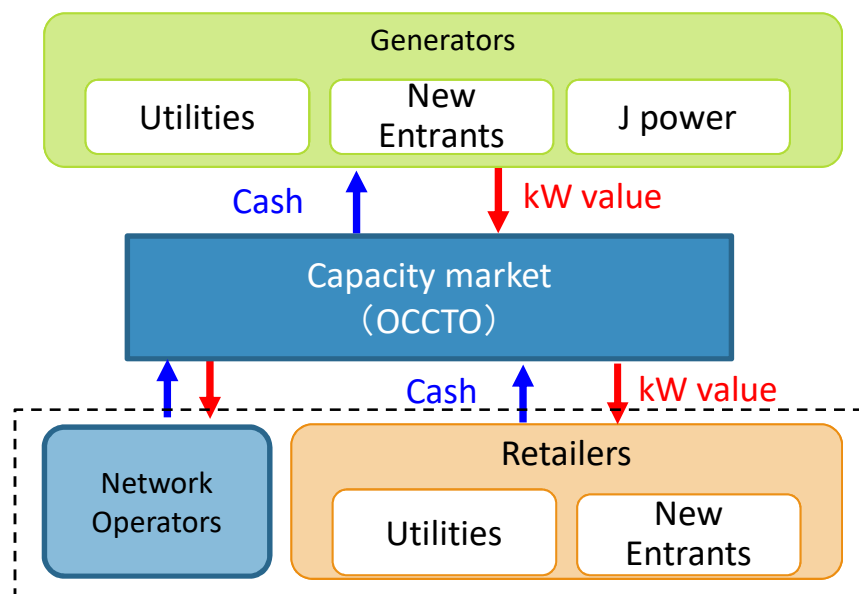 Generators
Utilities
New
Entrants
J power
Cash
kW value
Capacity market
（OCCTO）
Cash
kW value
Network
Operators
Retailers
Utilities
New
Entrants